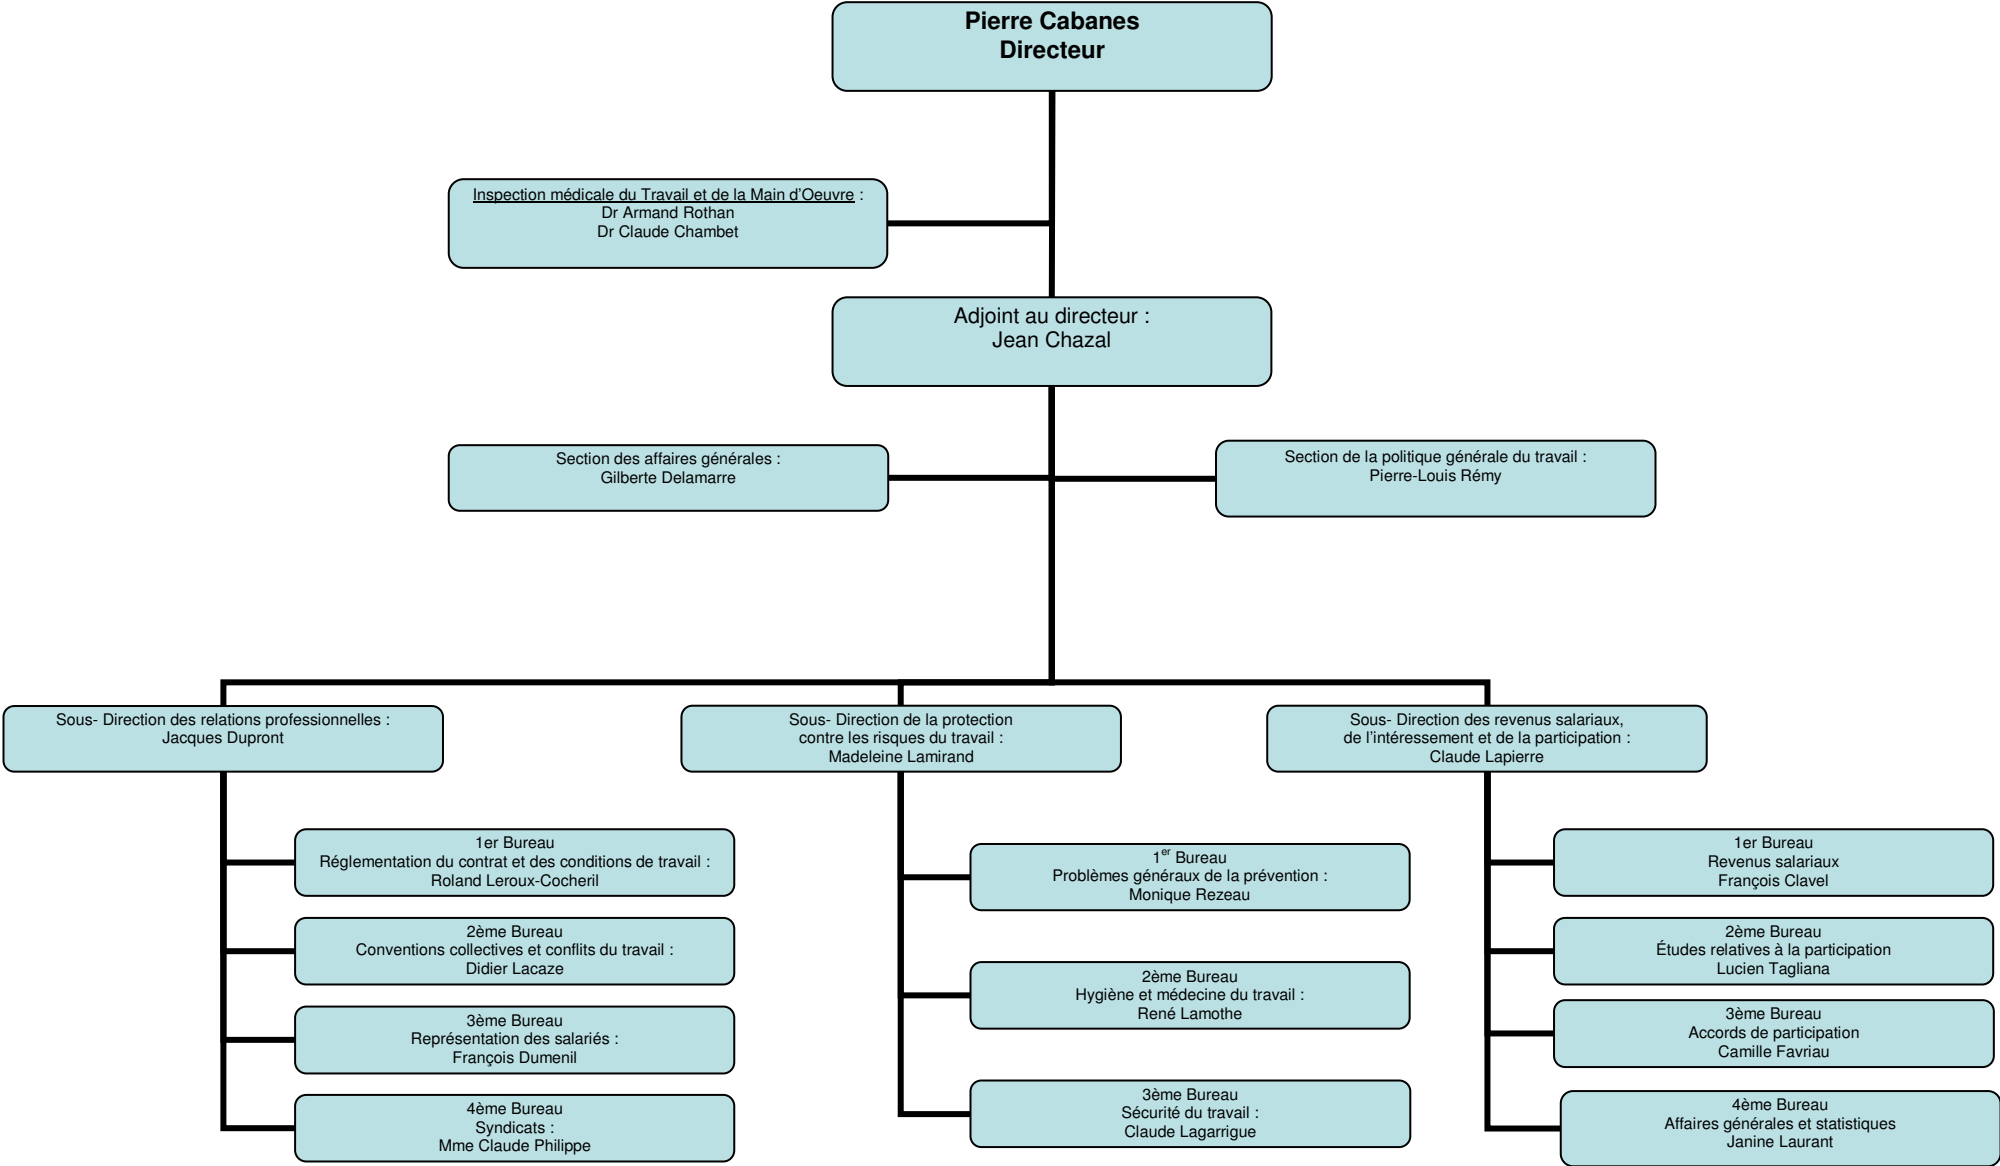 Pierre Cabanes
Directeur
Inspection médicale du Travail et de la Main d'Oeuvre :
Dr Armand Rothan
Dr Claude Chambet
Adjoint au directeur :
Jean Chazal
Section des affaires générales :
Gilberte Delamarre
Section de la politique générale du travail :
Pierre-Louis Rémy
Sous- Direction des relations professionnelles :
Jacques Dupront
1er Bureau
Réglementation du contrat et des conditions de travail :
Roland Leroux-Cocheril
2ème Bureau
Conventions collectives et conflits du travail :
Didier Lacaze
3ème Bureau
Représentation des salariés :
François Dumenil
4ème Bureau
Syndicats :
Mme Claude Philippe
Sous- Direction de la protection
contre les risques du travail :
Madeleine Lamirand
1er Bureau
Problèmes généraux de la prévention :
Monique Rezeau
2ème Bureau
Hygiène et médecine du travail :
René Lamothe
3ème Bureau
Sécurité du travail :
Claude Lagarrigue
Sous- Direction des revenus salariaux,
de l'intéressement et de la participation :
Claude Lapierre
1er Bureau
Revenus salariaux
François Clavel
2ème Bureau
Études relatives à la participation
Lucien Tagliana
3ème Bureau
Accords de participation
Camille Favriau
4ème Bureau
Affaires générales et statistiques
Janine Laurant